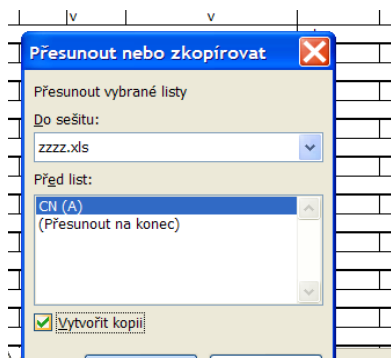 v v
Přesunout nebo zkopírovat
Přesunout vybrané listy
Do sešitu:
zzzz.xls
Před list:
CN (A)
(Přesunout na konec)
Vytvořit kopii